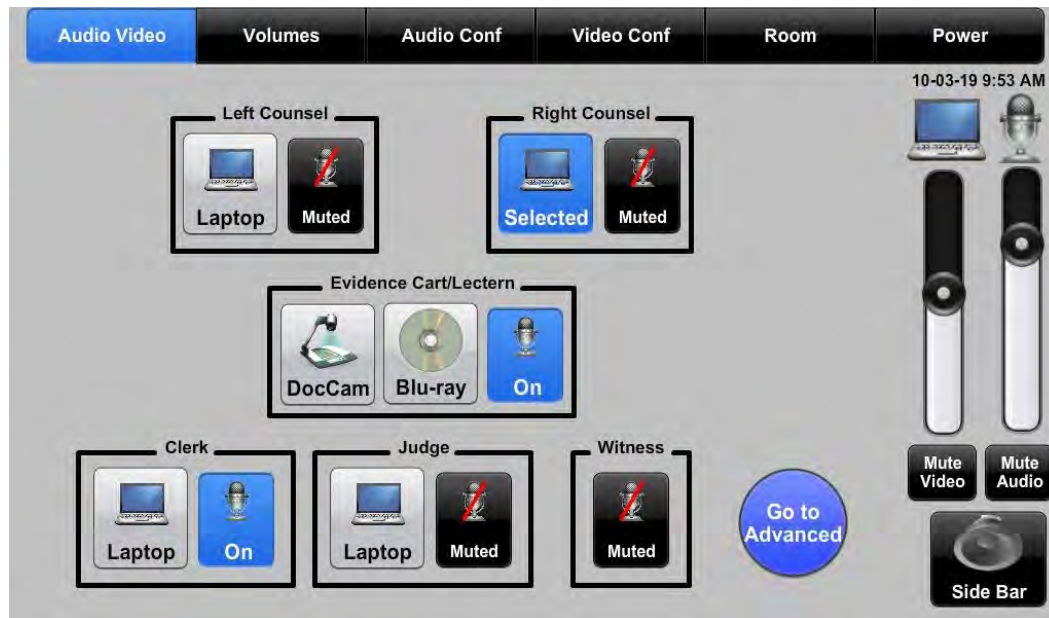 Audio Video
Volumes
Audio Conf
Video Conf
Room
Power
10-03-19 9:53 AM
Left Counsel
Laptop
Muted
Right Counsel
Selected
Muted
Evidence Cart/Lectern
DocCam
Blu-ray
On
Clerk
Laptop
On
Judge
Laptop
Muted
Witness
Muted
Go to
Advanced
Mute
Video
Mute
Audio
Side Bar